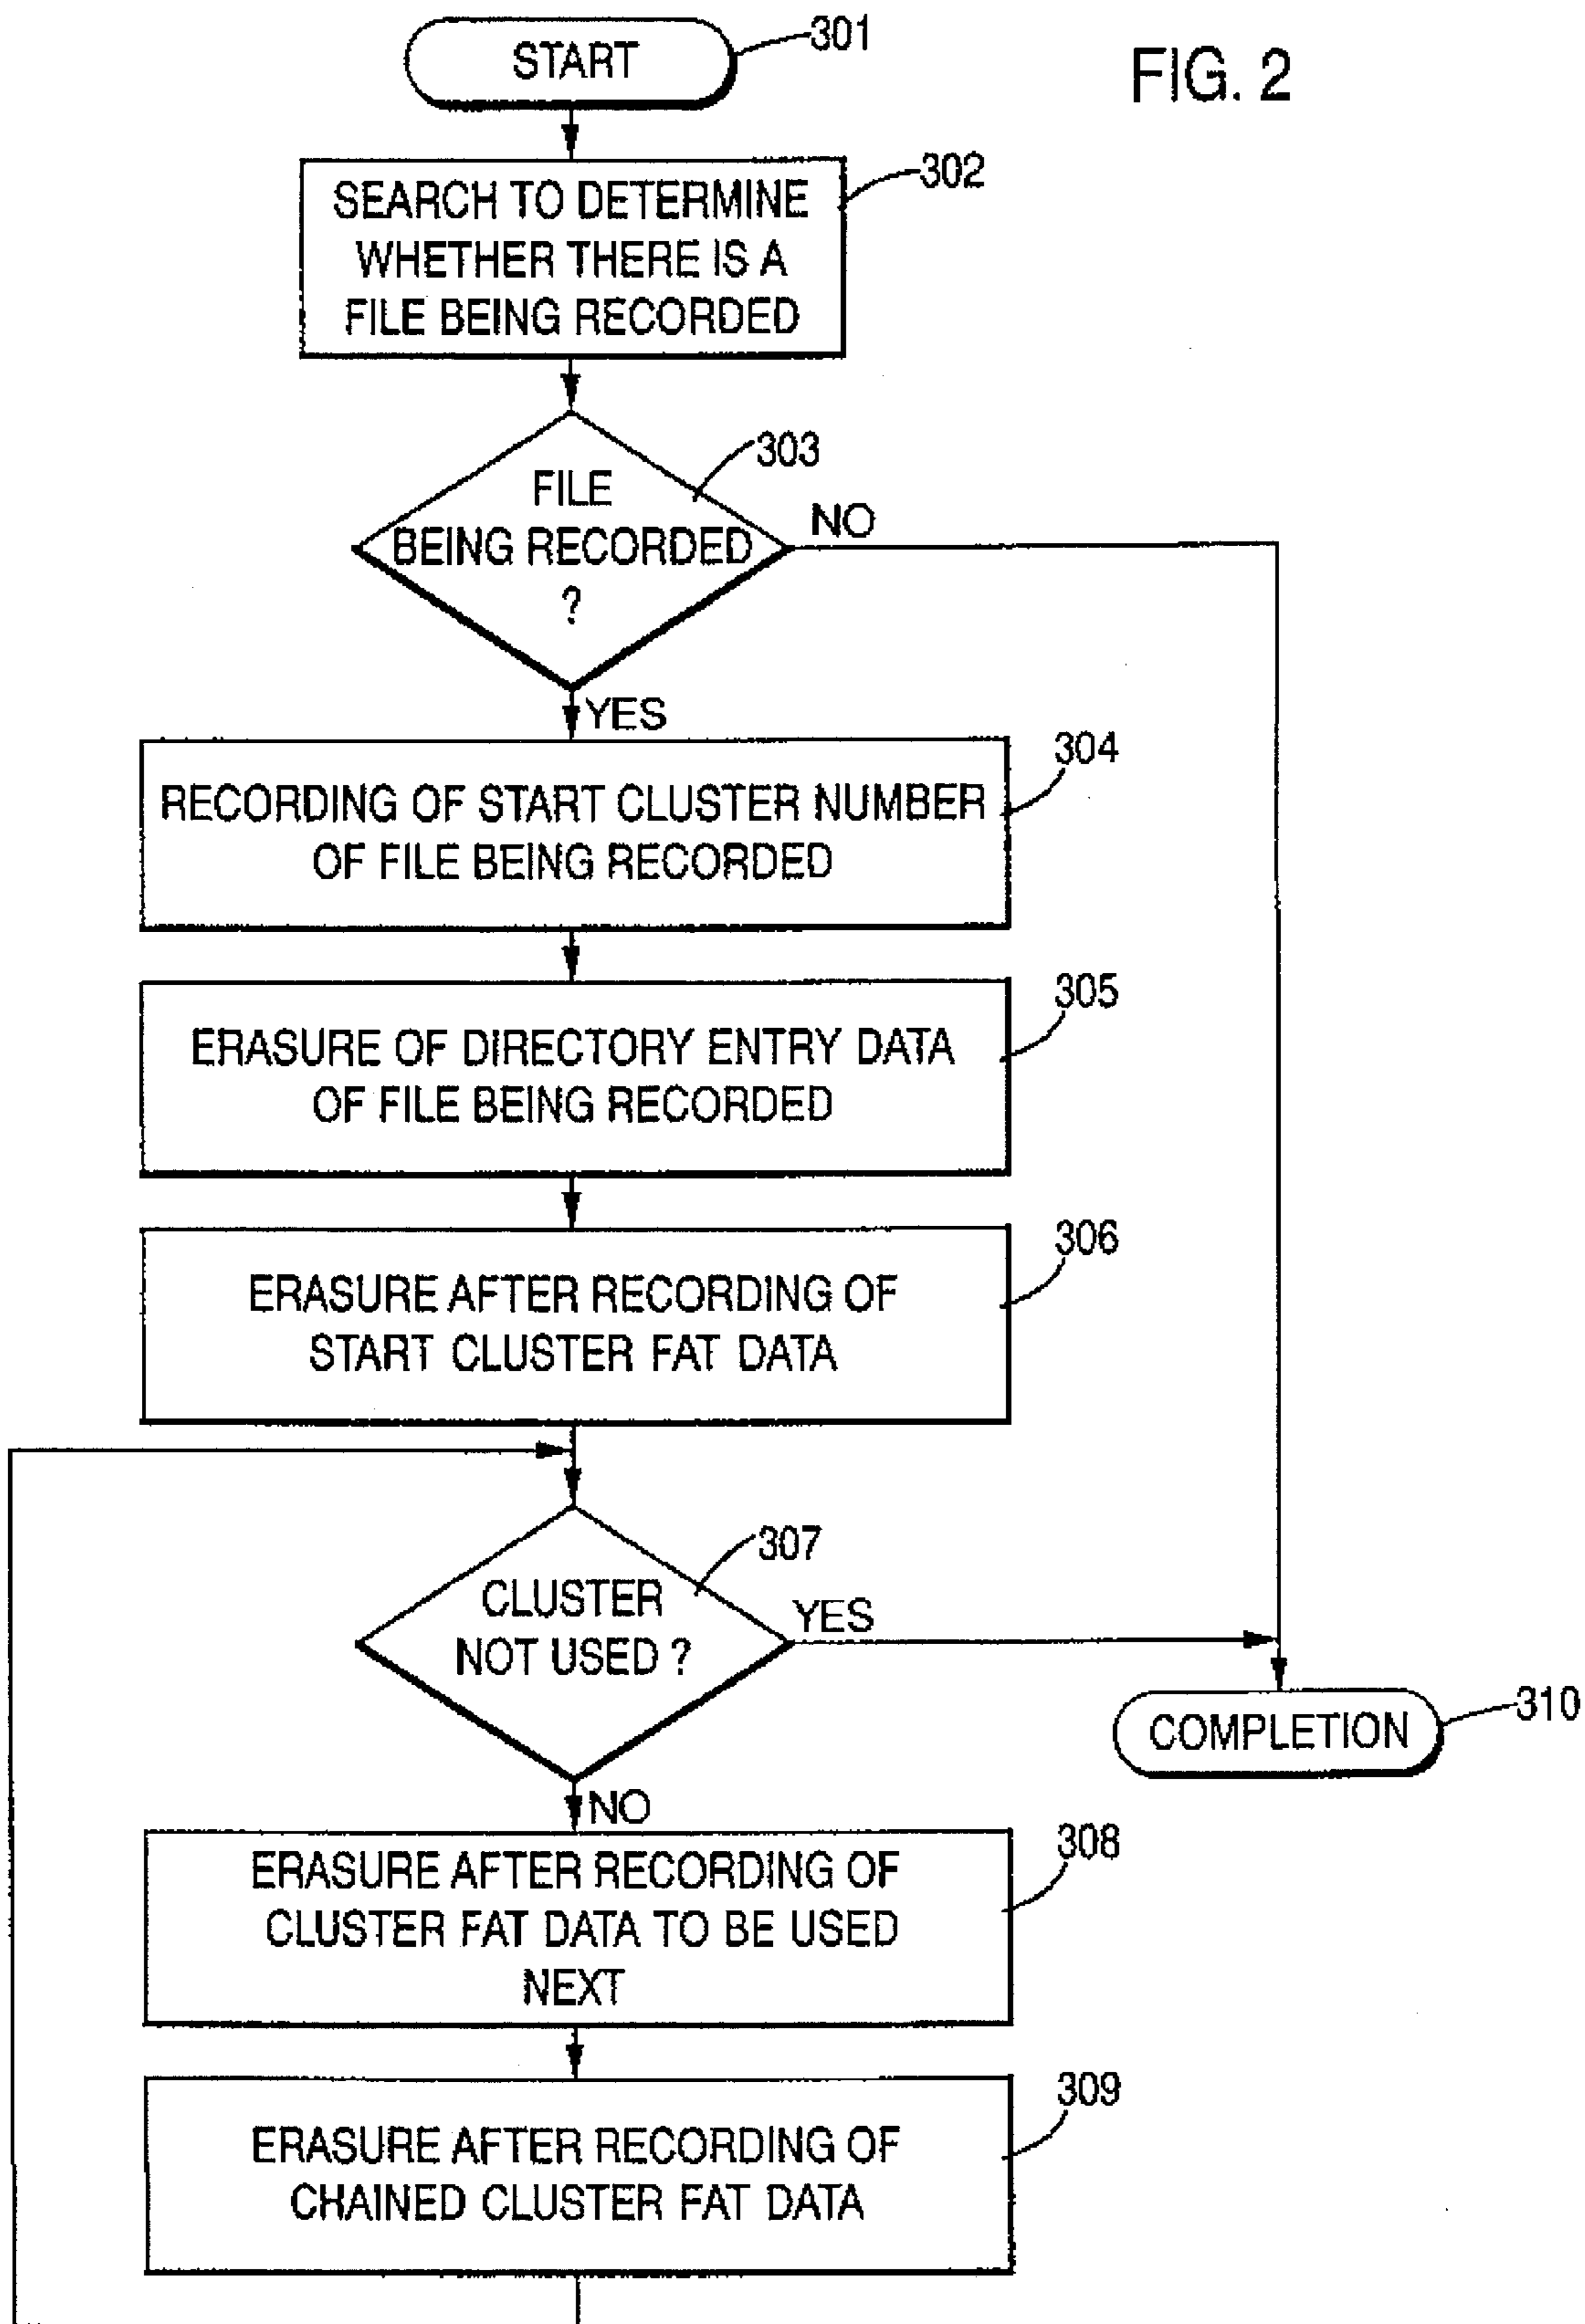 FIG. 2
START
301
SEARCH TO DETERMINE
WHETHER THERE IS A
FILE BEING RECORDED
302
FILE
BEING RECORDED
?
303
NO
YES
RECORDING OF START CLUSTER NUMBER
OF FILE BEING RECORDED
304
ERASURE OF DIRECTORY ENTRY DATA
OF FILE BEING RECORDED
305
ERASURE AFTER RECORDING OF
START CLUSTER FAT DATA
306
CLUSTER
NOT USED ?
307
YES
COMPLETION
310
NO
ERASURE AFTER RECORDING OF
CLUSTER FAT DATA TO BE USED
NEXT
308
ERASURE AFTER RECORDING OF
CHAINED CLUSTER FAT DATA
309